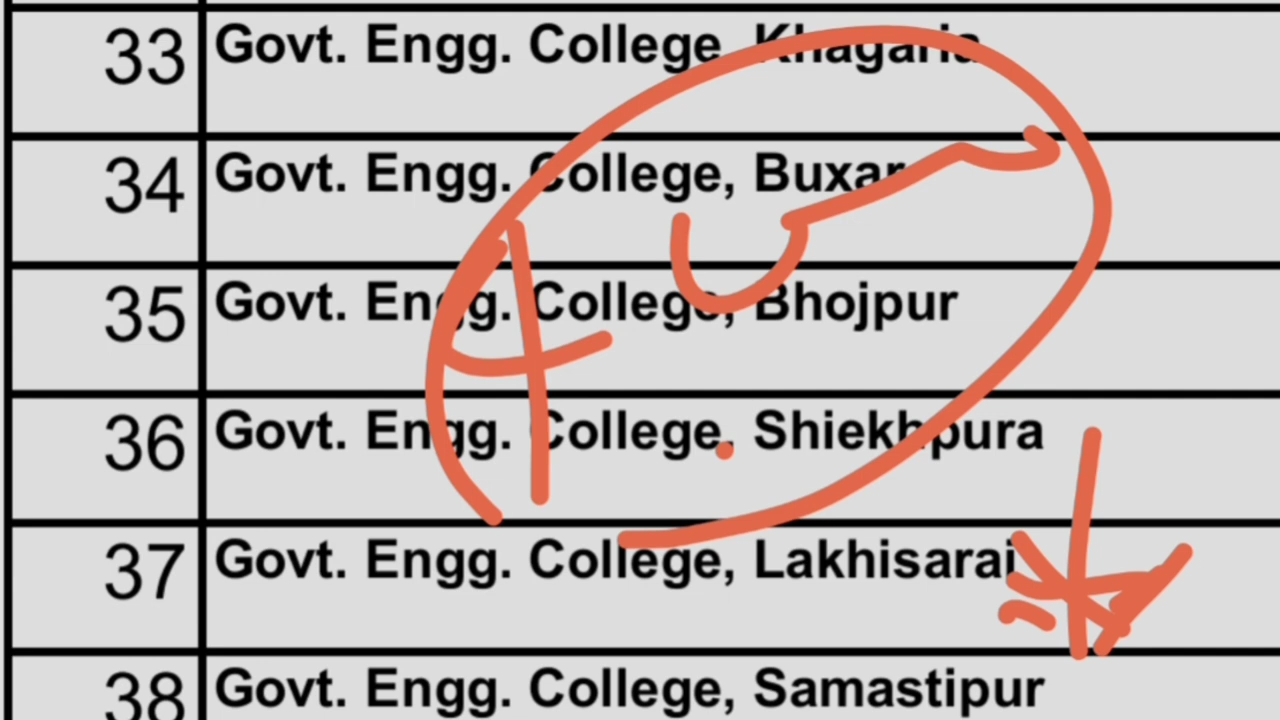 33 Govt. Engg. College, Khagaria
34 Govt. Engg. College, Buxar
35 Govt. Engg. College, Bhojpur
36 Govt. Engg. College, Shiekhpura
37 Govt. Engg. College, Lakhisarai
38 Govt. Engg. College, Samastipur